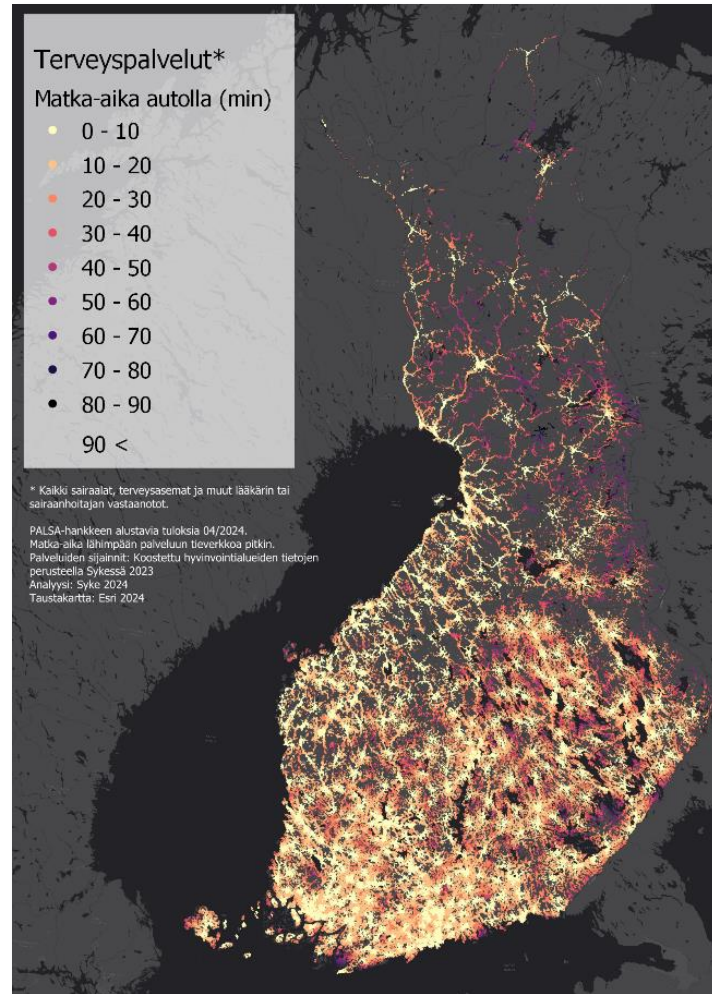 Terveyspalvelut*
Matka-aika autolla (min)
0 - 10
10 - 20
20 - 30
30 - 40
40 - 50
50 - 60
60 - 70
70 - 80
80 - 90
90 <
* Kaikki sairaalat, terveysasemat ja muut lääkärin tai
sairaanhoitajan vastaanotot.
PALSA-hankkeen alustavia tuloksia 04/2024.
Matka-aika lähimpään palveluun tieverkkoa pitkin.
Palveluiden sijainnit: Koostettu hyvinvointialueiden tietojen
perusteella Sykessä 2023
Analyysi: Syke 2024
Taustakartta: Esri 2024